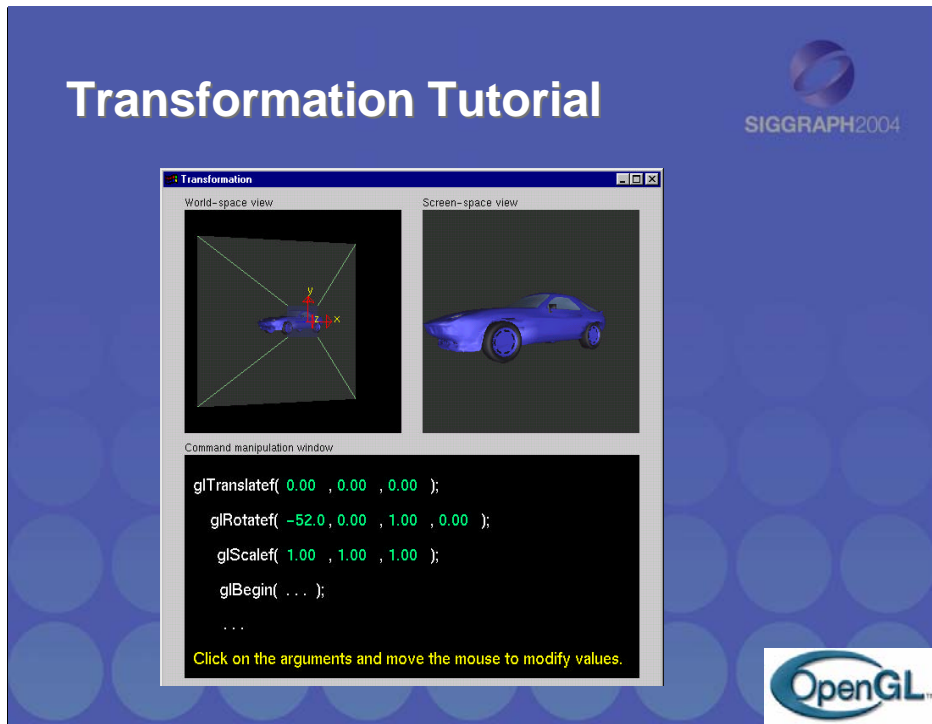 Transformation Tutorial
SIGGRAPH2004
Transformation
World-space view
Screen-space view
y
z x
Command manipulation window
glTranslatef( 0.00 , 0.00 , 0.00 );
glRotatef( -52.0 , 0.00 , 1.00 , 0.00 );
glScalef( 1.00 , 1.00 , 1.00 );
glBegin( . . . );
. . .
Click on the arguments and move the mouse to modify values.
OpenGL™